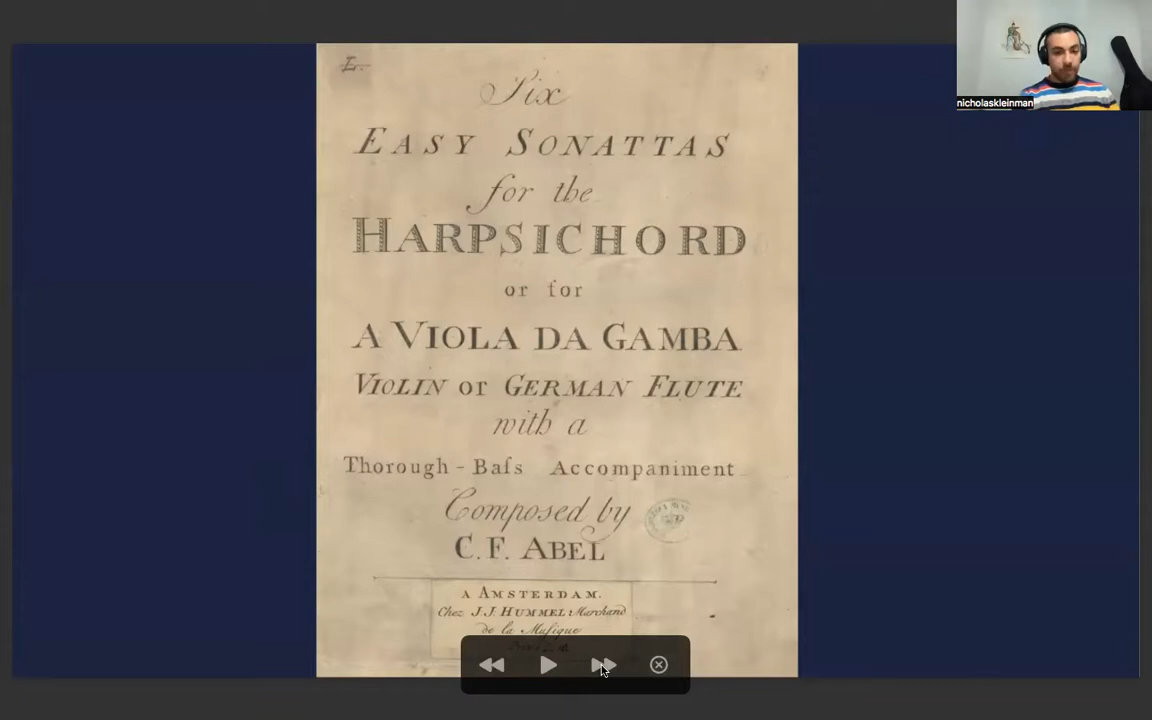 nicholaskleinman
Six
EASY SONATTAS
for the
HARPSICHORD
or for
A VIOLA DA GAMBA
VIOLIN or GERMAN FLUTE
with a
Thorough-Baſs Accompaniment
Composed by
C. F. ABEL
A AMSTERDAM.
Chez J.J. HUMMEL Marchand
de la Muſique